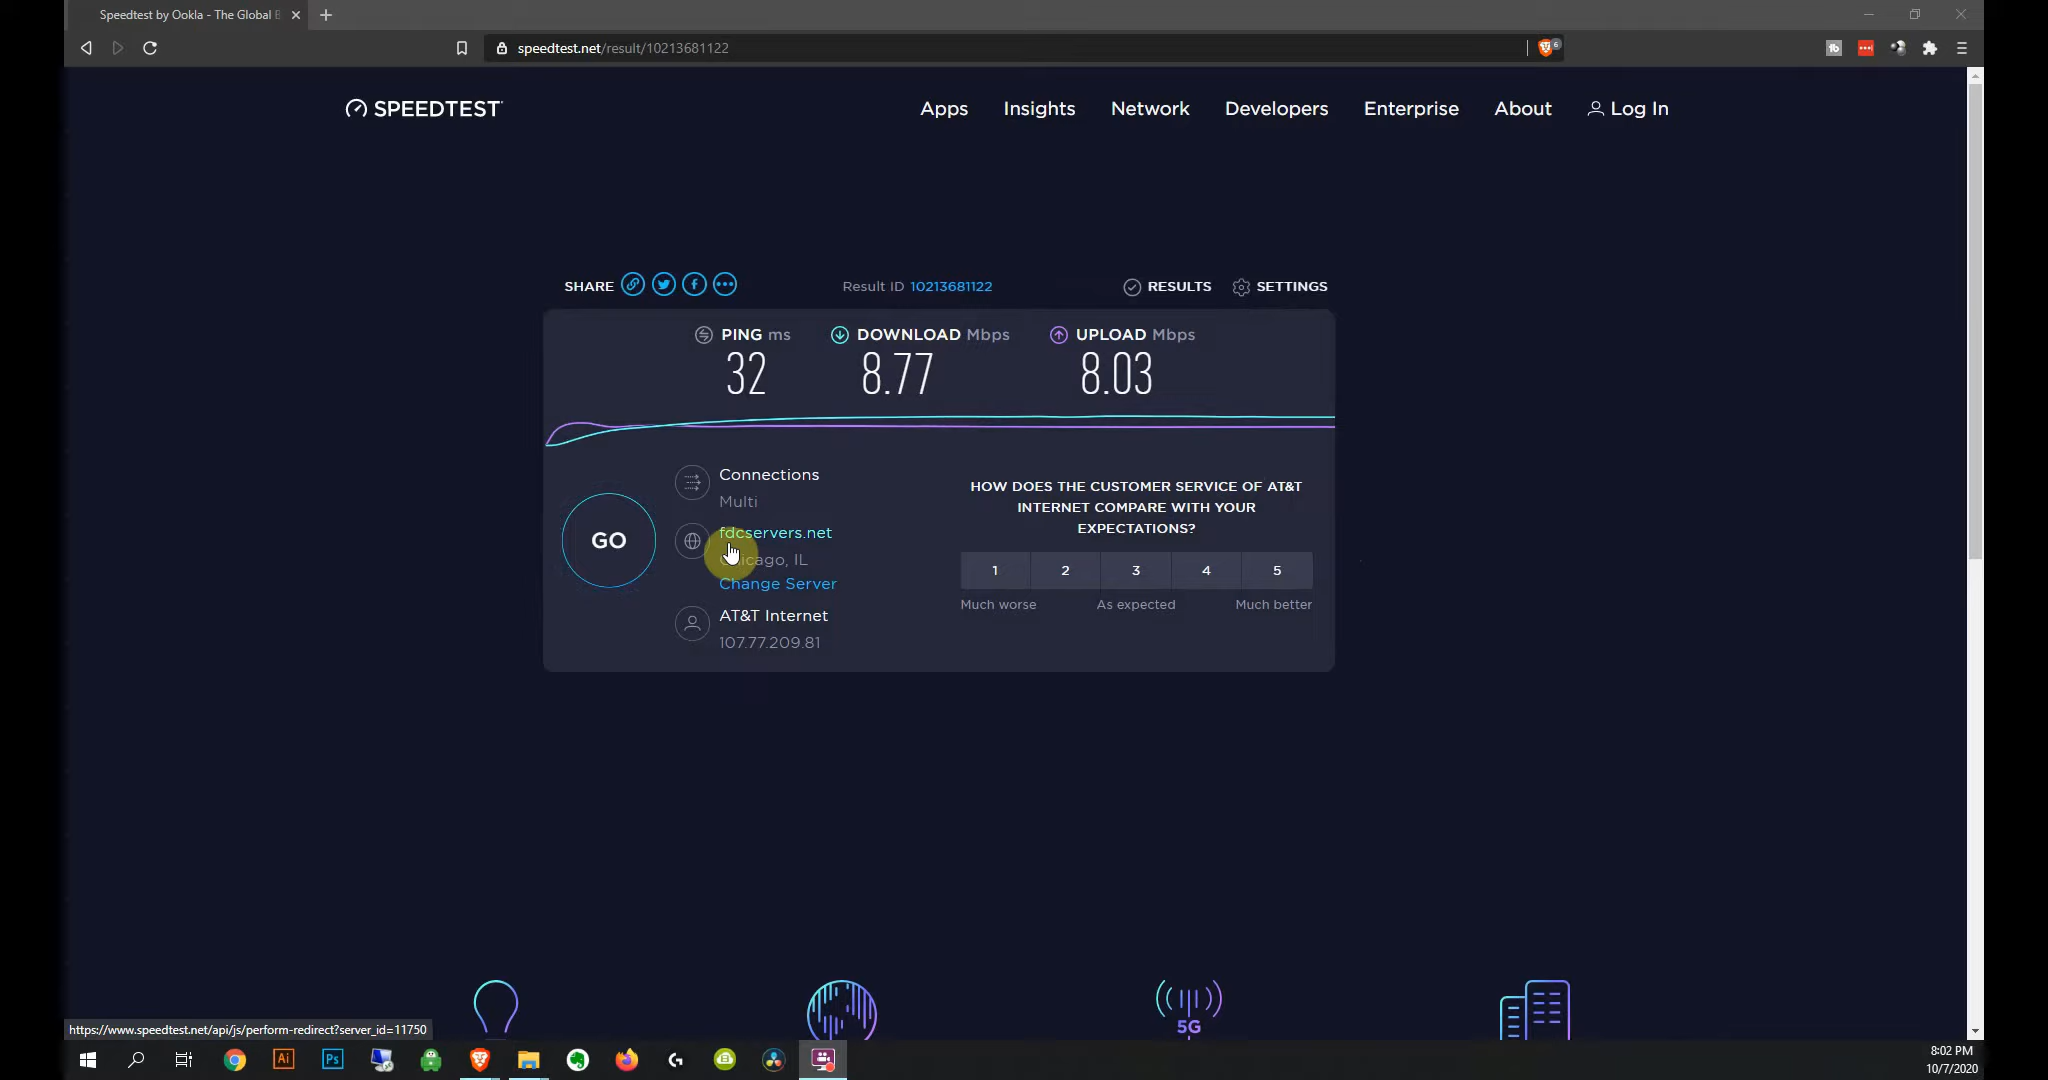 Speedtest by Ookla - The Global B
speedtest.net/result/10213681122
6
SPEEDTEST
Apps
Insights
Network
Developers
Enterprise
About
Log In
SHARE
Result ID 10213681122
RESULTS
SETTINGS
PING ms
DOWNLOAD Mbps
UPLOAD Mbps
32
8.77
8.03
GO
Connections
Multi
fdcservers.net
Chicago, IL
Change Server
AT&T Internet
107.77.209.81
HOW DOES THE CUSTOMER SERVICE OF AT&T
INTERNET COMPARE WITH YOUR
EXPECTATIONS?
1
2
3
4
5
Much worse
As expected
Much better
5G
https://www.speedtest.net/api/js/perform-redirect?server_id=11750
Ai
Ps
8:02 PM
10/7/2020